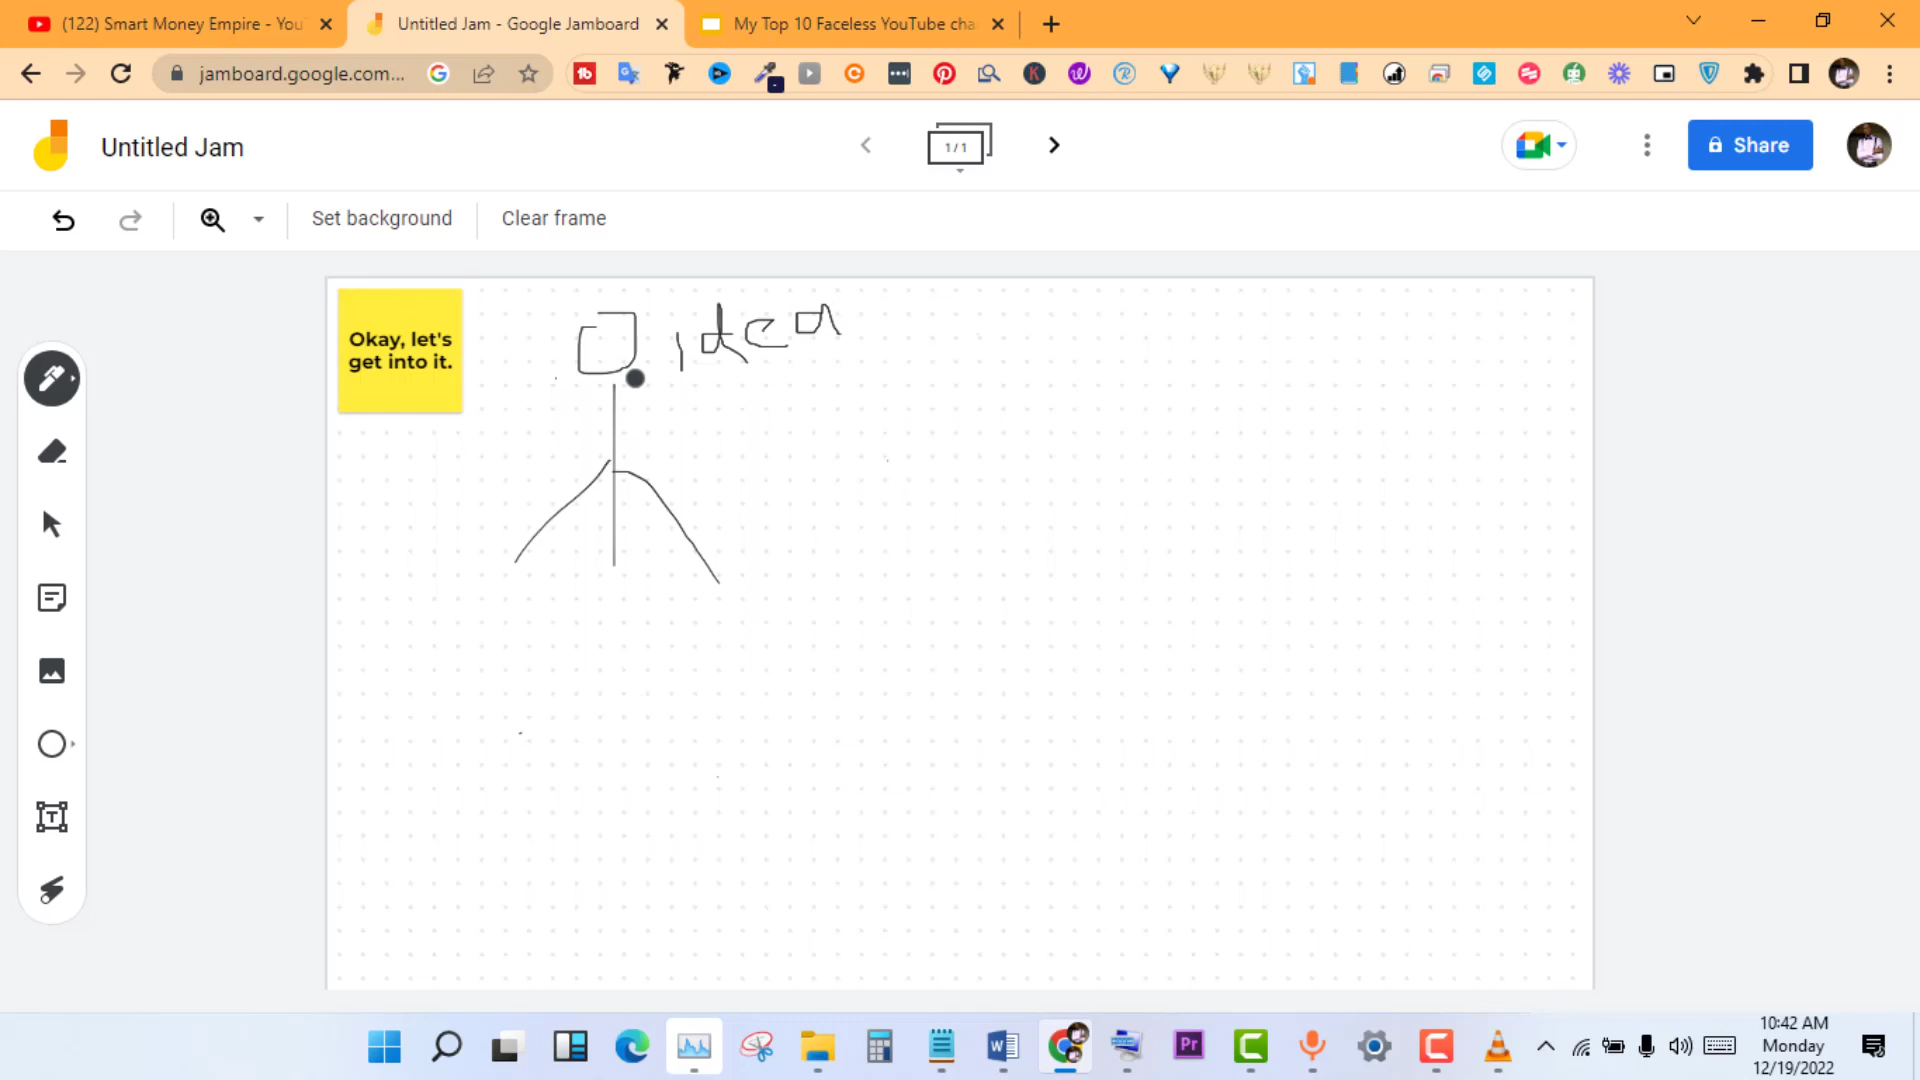 (122) Smart Money Empire - You
Untitled Jam - Google Jamboard
My Top 10 Faceless YouTube cha
jamboard.google.com...
Untitled Jam
1 / 1
Share
Set background
Clear frame
Okay, let's
get into it.
idea
10:42 AM
Monday
12/19/2022